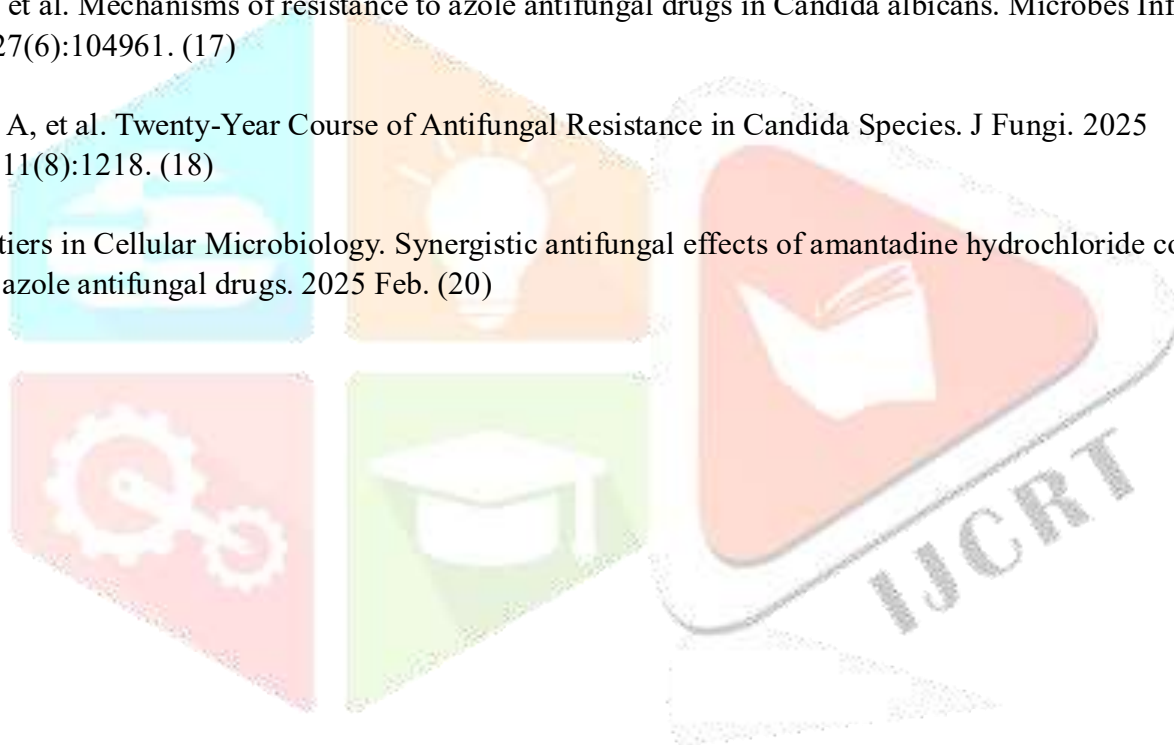 et al. Mechanisms of resistance to azole antifungal drugs in Candida albicans. Microbes Inf
27(6):104961. (17)
A, et al. Twenty-Year Course of Antifungal Resistance in Candida Species. J Fungi. 2025
11(8):1218. (18)
tiers in Cellular Microbiology. Synergistic antifungal effects of amantadine hydrochloride co
azole antifungal drugs. 2025 Feb. (20)
IJCRT